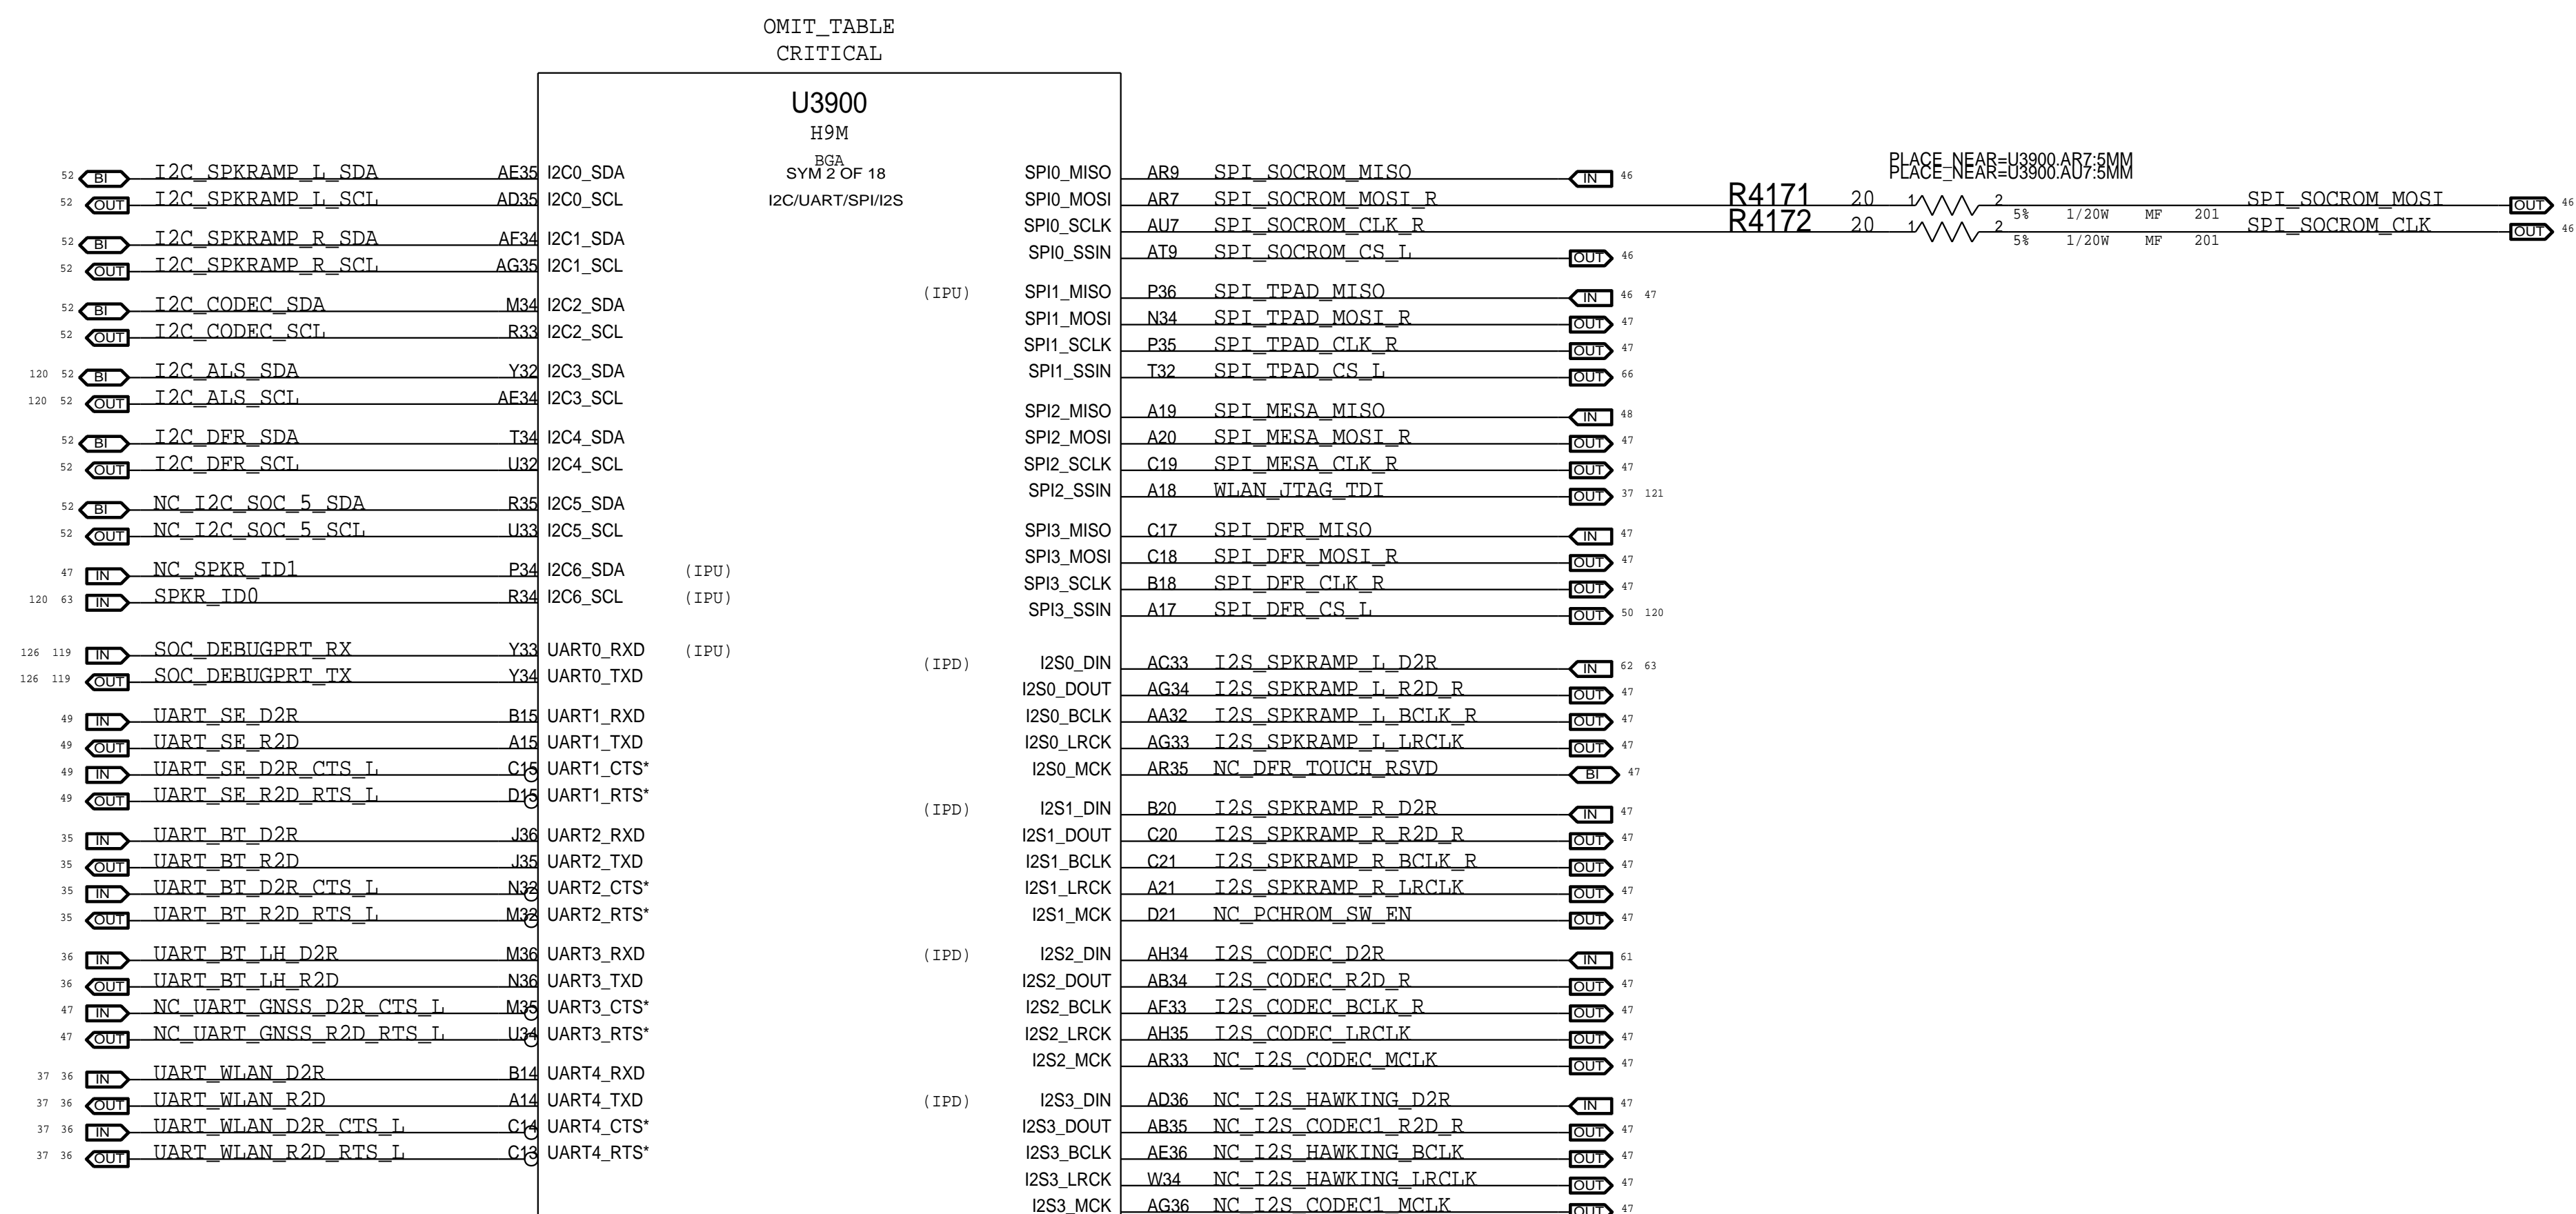 OMIT_TABLE
CRITICAL
U3900
H9M
BGA
SYM 2 OF 18
I2C/UART/SPI/I2S
52 BI I2C_SPKRAMP_L_SDA AE35 I2C0_SDA
52 OUT I2C_SPKRAMP_L_SCL AD35 I2C0_SCL
52 BI I2C_SPKRAMP_R_SDA AF34 I2C1_SDA
52 OUT I2C_SPKRAMP_R_SCL AG35 I2C1_SCL
52 BI I2C_CODEC_SDA M34 I2C2_SDA
52 OUT I2C_CODEC_SCL R33 I2C2_SCL
120 52 BI I2C_ALS_SDA Y32 I2C3_SDA
120 52 OUT I2C_ALS_SCL AE34 I2C3_SCL
52 BI I2C_DFR_SDA T34 I2C4_SDA
52 OUT I2C_DFR_SCL U32 I2C4_SCL
52 BI NC_I2C_SOC_5_SDA R35 I2C5_SDA
52 OUT NC_I2C_SOC_5_SCL U33 I2C5_SCL
47 IN NC_SPKR_ID1 P34 I2C6_SDA (IPU)
120 63 IN SPKR_ID0 R34 I2C6_SCL (IPU)
126 119 IN SOC_DEBUGPRT_RX Y33 UART0_RXD (IPU)
126 119 OUT SOC_DEBUGPRT_TX Y34 UART0_TXD
49 IN UART_SE_D2R B15 UART1_RXD
49 OUT UART_SE_R2D A15 UART1_TXD
49 IN UART_SE_D2R_CTS_L C15 UART1_CTS*
49 OUT UART_SE_R2D_RTS_L D15 UART1_RTS*
35 IN UART_BT_D2R J36 UART2_RXD
35 OUT UART_BT_R2D J35 UART2_TXD
35 IN UART_BT_D2R_CTS_L N32 UART2_CTS*
35 OUT UART_BT_R2D_RTS_L M32 UART2_RTS*
36 IN UART_BT_LH_D2R M36 UART3_RXD
36 OUT UART_BT_LH_R2D N36 UART3_TXD
47 IN NC_UART_GNSS_D2R_CTS_L M35 UART3_CTS*
47 OUT NC_UART_GNSS_R2D_RTS_L U34 UART3_RTS*
37 36 IN UART_WLAN_D2R B14 UART4_RXD
37 36 OUT UART_WLAN_R2D A14 UART4_TXD
37 36 IN UART_WLAN_D2R_CTS_L C14 UART4_CTS*
37 36 OUT UART_WLAN_R2D_RTS_L C13 UART4_RTS*
SPI0_MISO AR9 SPI_SOCROM_MISO IN 46
SPI0_MOSI AR7 SPI_SOCROM_MOSI_R
SPI0_SCLK AU7 SPI_SOCROM_CLK_R
SPI0_SSIN AT9 SPI_SOCROM_CS_L OUT 46
(IPU) SPI1_MISO P36 SPI_TPAD_MISO IN 46 47
SPI1_MOSI N34 SPI_TPAD_MOSI_R OUT 47
SPI1_SCLK P35 SPI_TPAD_CLK_R OUT 47
SPI1_SSIN T32 SPI_TPAD_CS_L OUT 66
SPI2_MISO A19 SPI_MESA_MISO IN 48
SPI2_MOSI A20 SPI_MESA_MOSI_R OUT 47
SPI2_SCLK C19 SPI_MESA_CLK_R OUT 47
SPI2_SSIN A18 WLAN_JTAG_TDI OUT 37 121
SPI3_MISO C17 SPI_DFR_MISO IN 47
SPI3_MOSI C18 SPI_DFR_MOSI_R OUT 47
SPI3_SCLK B18 SPI_DFR_CLK_R OUT 47
SPI3_SSIN A17 SPI_DFR_CS_L OUT 50 120
(IPD) I2S0_DIN AC33 I2S_SPKRAMP_L_D2R IN 62 63
I2S0_DOUT AG34 I2S_SPKRAMP_L_R2D_R OUT 47
I2S0_BCLK AA32 I2S_SPKRAMP_L_BCLK_R OUT 47
I2S0_LRCK AG33 I2S_SPKRAMP_L_LRCLK OUT 47
I2S0_MCK AR35 NC_DFR_TOUCH_RSVD BI 47
(IPD) I2S1_DIN B20 I2S_SPKRAMP_R_D2R IN 47
I2S1_DOUT C20 I2S_SPKRAMP_R_R2D_R OUT 47
I2S1_BCLK C21 I2S_SPKRAMP_R_BCLK_R OUT 47
I2S1_LRCK A21 I2S_SPKRAMP_R_LRCLK OUT 47
I2S1_MCK D21 NC_PCHROM_SW_EN OUT 47
(IPD) I2S2_DIN AH34 I2S_CODEC_D2R IN 61
I2S2_DOUT AB34 I2S_CODEC_R2D_R OUT 47
I2S2_BCLK AF33 I2S_CODEC_BCLK_R OUT 47
I2S2_LRCK AH35 I2S_CODEC_LRCLK OUT 47
I2S2_MCK AR33 NC_I2S_CODEC_MCLK OUT 47
(IPD) I2S3_DIN AD36 NC_I2S_HAWKING_D2R IN 47
I2S3_DOUT AB35 NC_I2S_CODEC1_R2D_R OUT 47
I2S3_BCLK AE36 NC_I2S_HAWKING_BCLK OUT 47
I2S3_LRCK W34 NC_I2S_HAWKING_LRCLK OUT 47
I2S3_MCK AG36 NC_I2S_CODEC1_MCLK OUT 47
PLACE_NEAR=U3900.AR7:5MM
PLACE_NEAR=U3900.AU7:5MM
R4171 20 1 2 5% 1/20W MF 201 SPI_SOCROM_MOSI OUT 46
R4172 20 1 2 5% 1/20W MF 201 SPI_SOCROM_CLK OUT 46